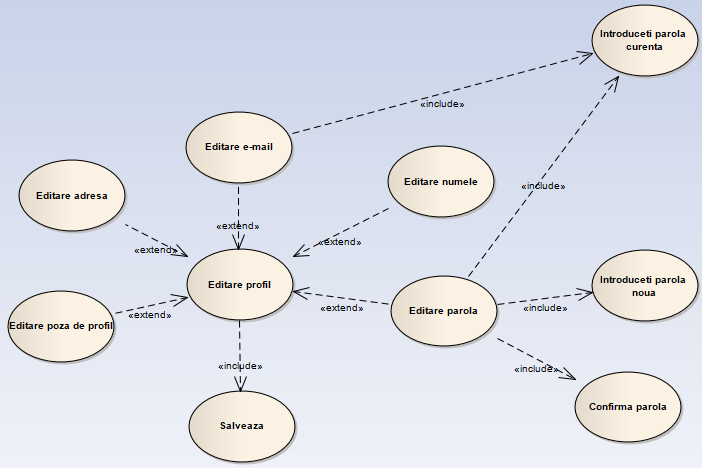 Introduceti parola
curenta
«include»
Editare e-mail
Editare adresa
Editare numele
«include»
«extend»
«extend»
«extend»
Editare profil
Introduceti parola
noua
Editare poza de profil
«extend»
«extend»
Editare parola
«include»
«include»
«include»
Salveaza
Confirma parola